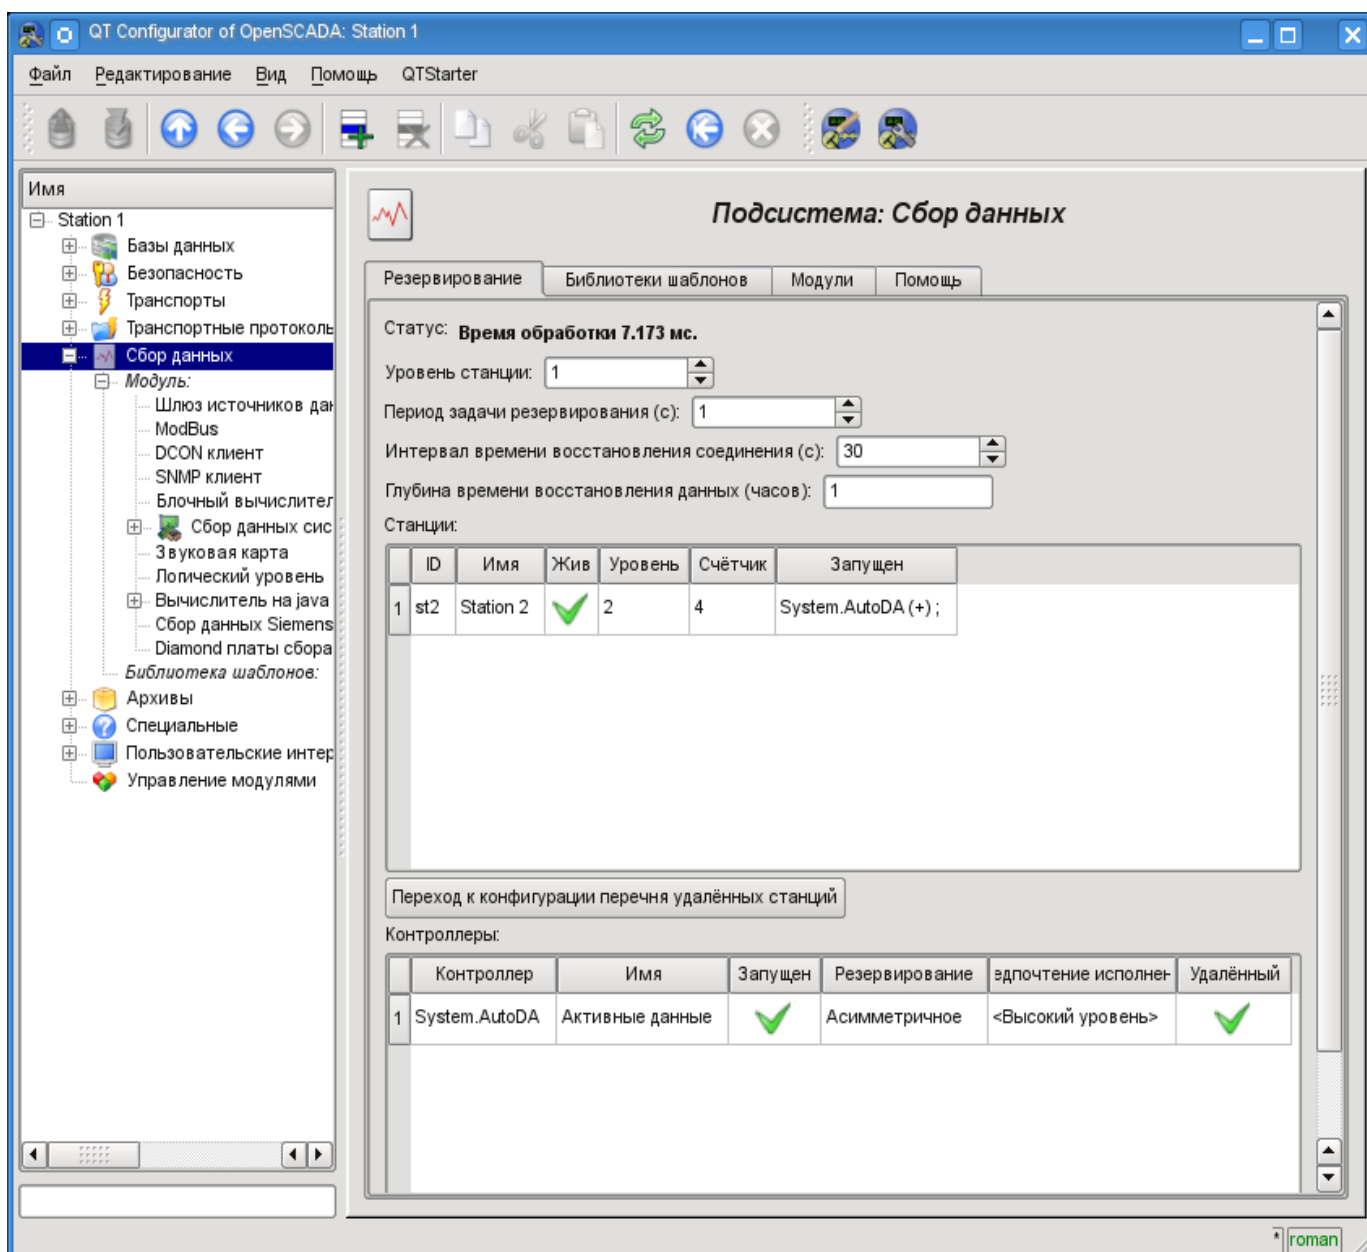 QT Configurator of OpenSCADA: Station 1
Файл Редактирование Вид Помощь QTStarter
Имя
Station 1
Базы данных
Безопасность
Транспорты
Транспортные протоколь
Сбор данных
Модуль:
Шлюз источников дан
ModBus
DCON клиент
SNMP клиент
Блочный вычислител
Сбор данных сис
Звуковая карта
Логический уровень
Вычислитель на java
Сбор данных Siemens
Diamond платы сбора
Библиотека шаблонов:
Архивы
Специальные
Пользовательские интер
Управление модулями
Подсистема: Сбор данных
Резервирование Библиотеки шаблонов Модули Помощь
Статус: Время обработки 7.173 мс.
Уровень станции: 1
Период задачи резервирования (с): 1
Интервал времени восстановления соединения (с): 30
Глубина времени восстановления данных (часов): 1
Станции:
ID Имя Жив Уровень Счётчик Запущен
1 st2 Station 2 2 4 System.AutoDA (+) ;
Переход к конфигурации перечня удалённых станций
Контроллеры:
Контроллер Имя Запущен Резервирование едпочтение исполнен Удалённый
1 System.AutoDA Активные данные Асимметричное <Высокий уровень>
* roman